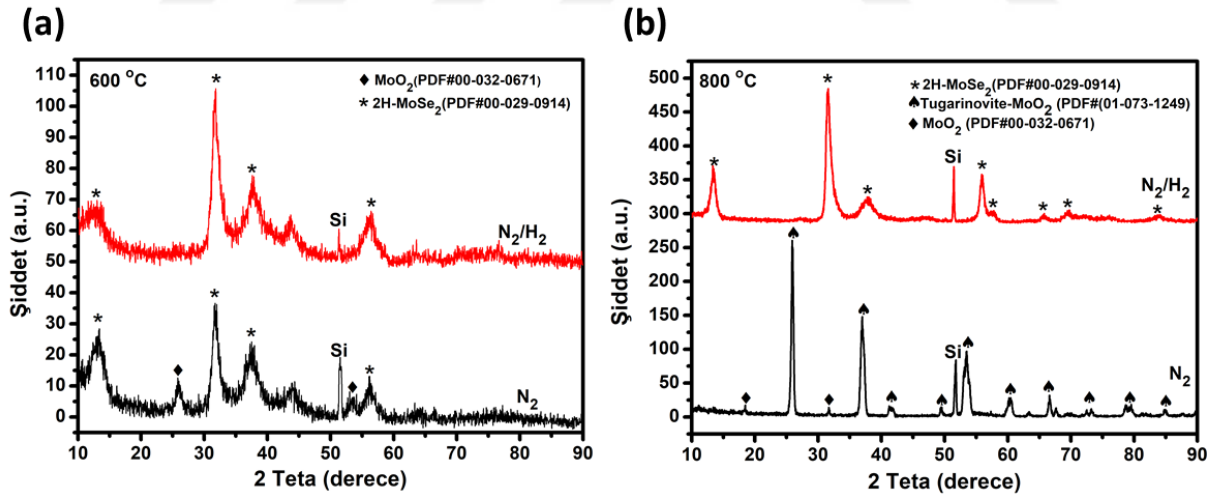 (a)
600 °C
♦ MoO₂(PDF#00-032-0671)
* 2H-MoSe₂(PDF#00-029-0914)
*
*
*
*
Si
N₂/H₂
*
*
*
*
♦
♦
Si
N₂
110
100
90
80
70
60
50
40
30
20
10
0
Şiddet (a.u.)
10 20 30 40 50 60 70 80 90
2 Teta (derece)
(b)
800 °C
* 2H-MoSe₂(PDF#00-029-0914)
♠Tugarinovite-MoO₂ (PDF#(01-073-1249)
♦ MoO₂ (PDF#00-032-0671)
*
*
*
*
*
*
*
*
Si
N₂/H₂
♦
♠
♦
♠
♠
♠
Si
♠
♠
♠
♠
♠
♠
N₂
500
450
400
350
300
250
200
150
100
50
0
Şiddet (a.u.)
10 20 30 40 50 60 70 80 90
2 Teta (derece)